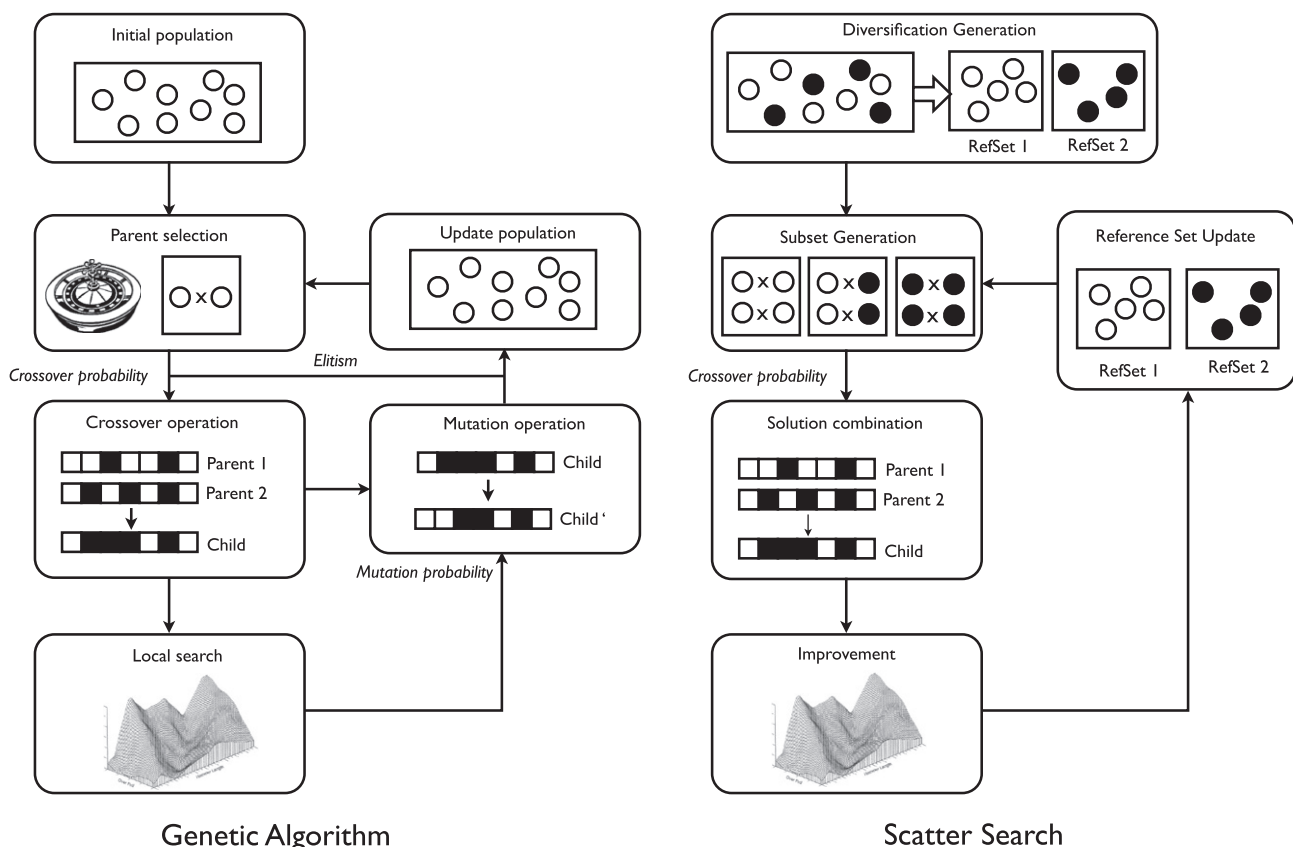 Initial population
Parent selection
x
Update population
Crossover probability
Elitism
Crossover operation
Parent 1
Parent 2
Child
Mutation operation
Child
Child ‘
Mutation probability
Local search
Genetic Algorithm
Diversification Generation
RefSet 1
RefSet 2
Subset Generation
x x x
x x x
Reference Set Update
RefSet 1
RefSet 2
Crossover probability
Solution combination
Parent 1
Parent 2
Child
Improvement
Scatter Search